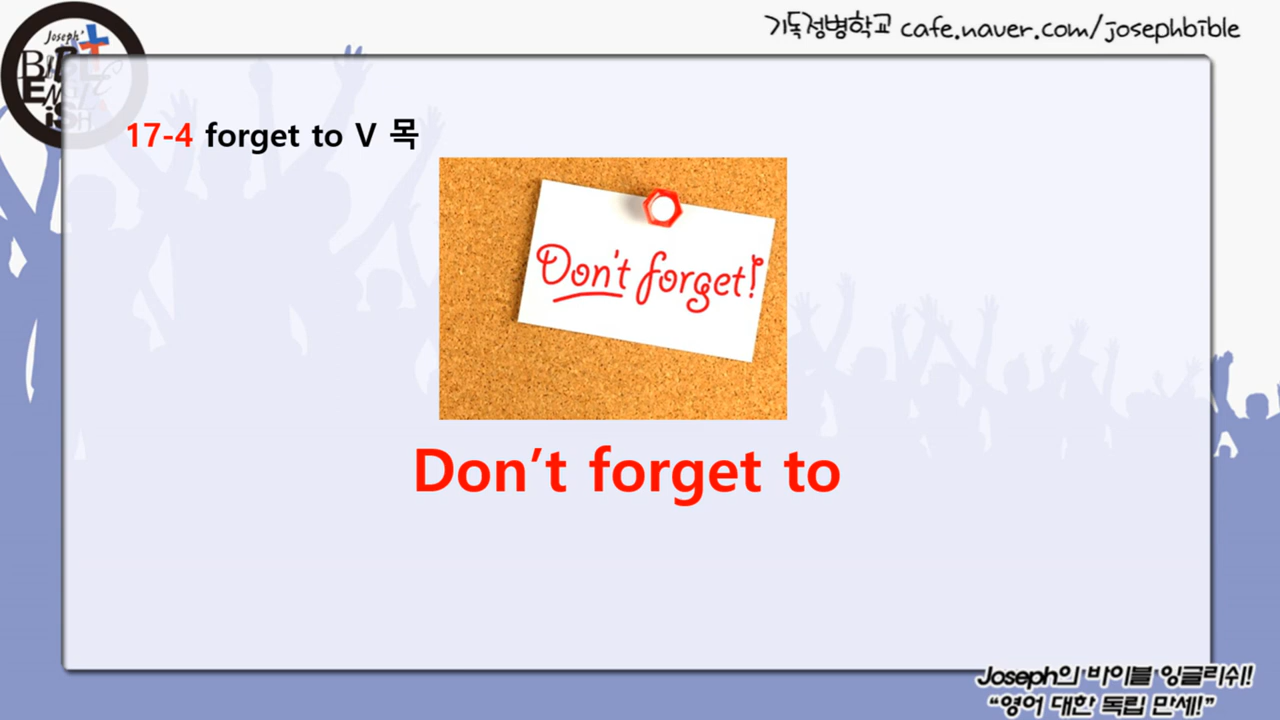 기독정병학교 cafe.naver.com/josephbible
Joseph'
17-4 forget to V 목
Don't forget!
Don’t forget to
Joseph의 바이블 잉글리쉬!
“영어 대한 독립 만세!”